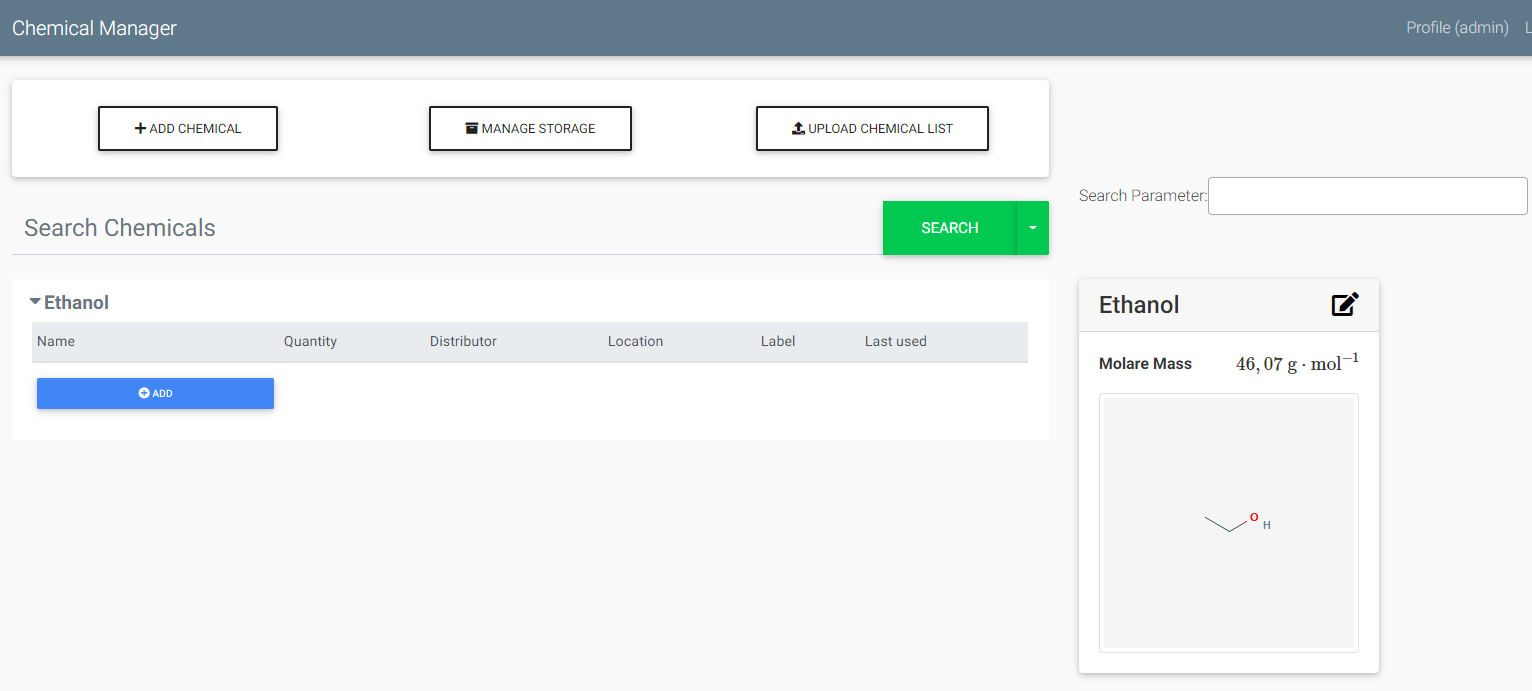 Chemical Manager
Profile (admin) L
ADD CHEMICAL
MANAGE STORAGE
UPLOAD CHEMICAL LIST
Search Parameter:
Search Chemicals
SEARCH
Ethanol
Name Quantity Distributor Location Label Last used
ADD
Ethanol
Molare Mass 46, 07 g · mol⁻¹
O
H